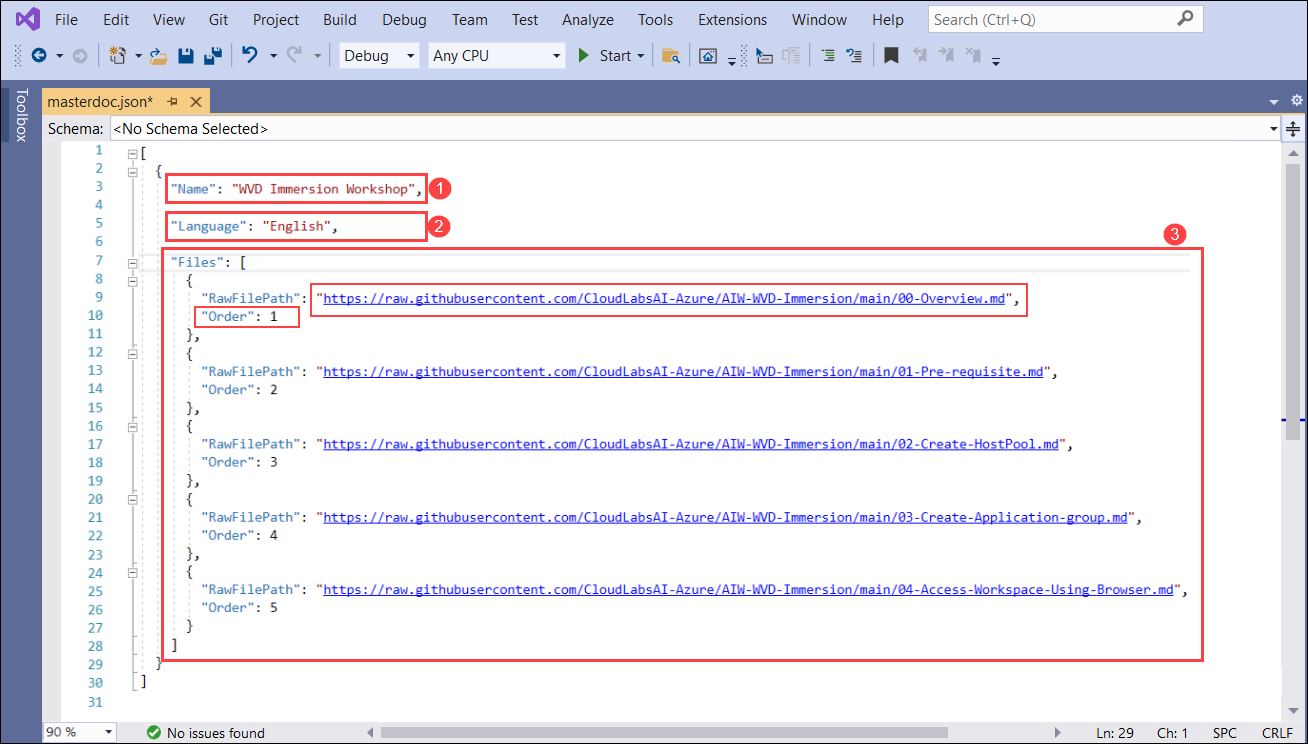 File Edit View Git Project Build Debug Team Test Analyze Tools Extensions Window Help Search (Ctrl+Q)
Debug Any CPU Start
Toolbox
masterdoc.json*
Schema: <No Schema Selected>
1 [
2 {
3 "Name": "WVD Immersion Workshop", 1
4
5 "Language": "English", 2
6
3
7 "Files": [
8 {
9 "RawFilePath": "https://raw.githubusercontent.com/CloudLabsAI-Azure/AIW-WVD-Immersion/main/00-Overview.md",
10 "Order": 1
11 },
12 {
13 "RawFilePath": "https://raw.githubusercontent.com/CloudLabsAI-Azure/AIW-WVD-Immersion/main/01-Pre-requisite.md",
14 "Order": 2
15 },
16 {
17 "RawFilePath": "https://raw.githubusercontent.com/CloudLabsAI-Azure/AIW-WVD-Immersion/main/02-Create-HostPool.md",
18 "Order": 3
19 },
20 {
21 "RawFilePath": "https://raw.githubusercontent.com/CloudLabsAI-Azure/AIW-WVD-Immersion/main/03-Create-Application-group.md",
22 "Order": 4
23 },
24 {
25 "RawFilePath": "https://raw.githubusercontent.com/CloudLabsAI-Azure/AIW-WVD-Immersion/main/04-Access-Workspace-Using-Browser.md",
26 "Order": 5
27 }
28 ]
29 }
30 ]
31
90 % No issues found Ln: 29 Ch: 1 SPC CRLF